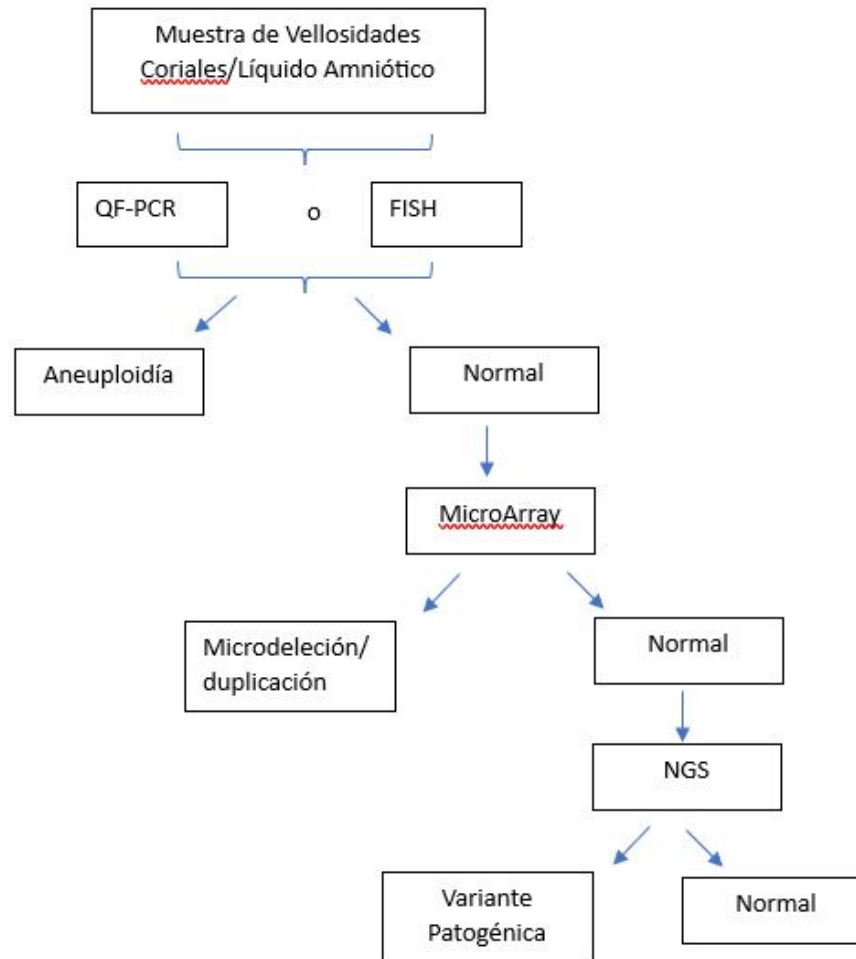 Muestra de Vellosidades
Coriales/Líquido Amniótico
QF-PCR o FISH
Aneuploidía
Normal
MicroArray
Microdeleción/
duplicación
Normal
NGS
Variante
Patogénica
Normal